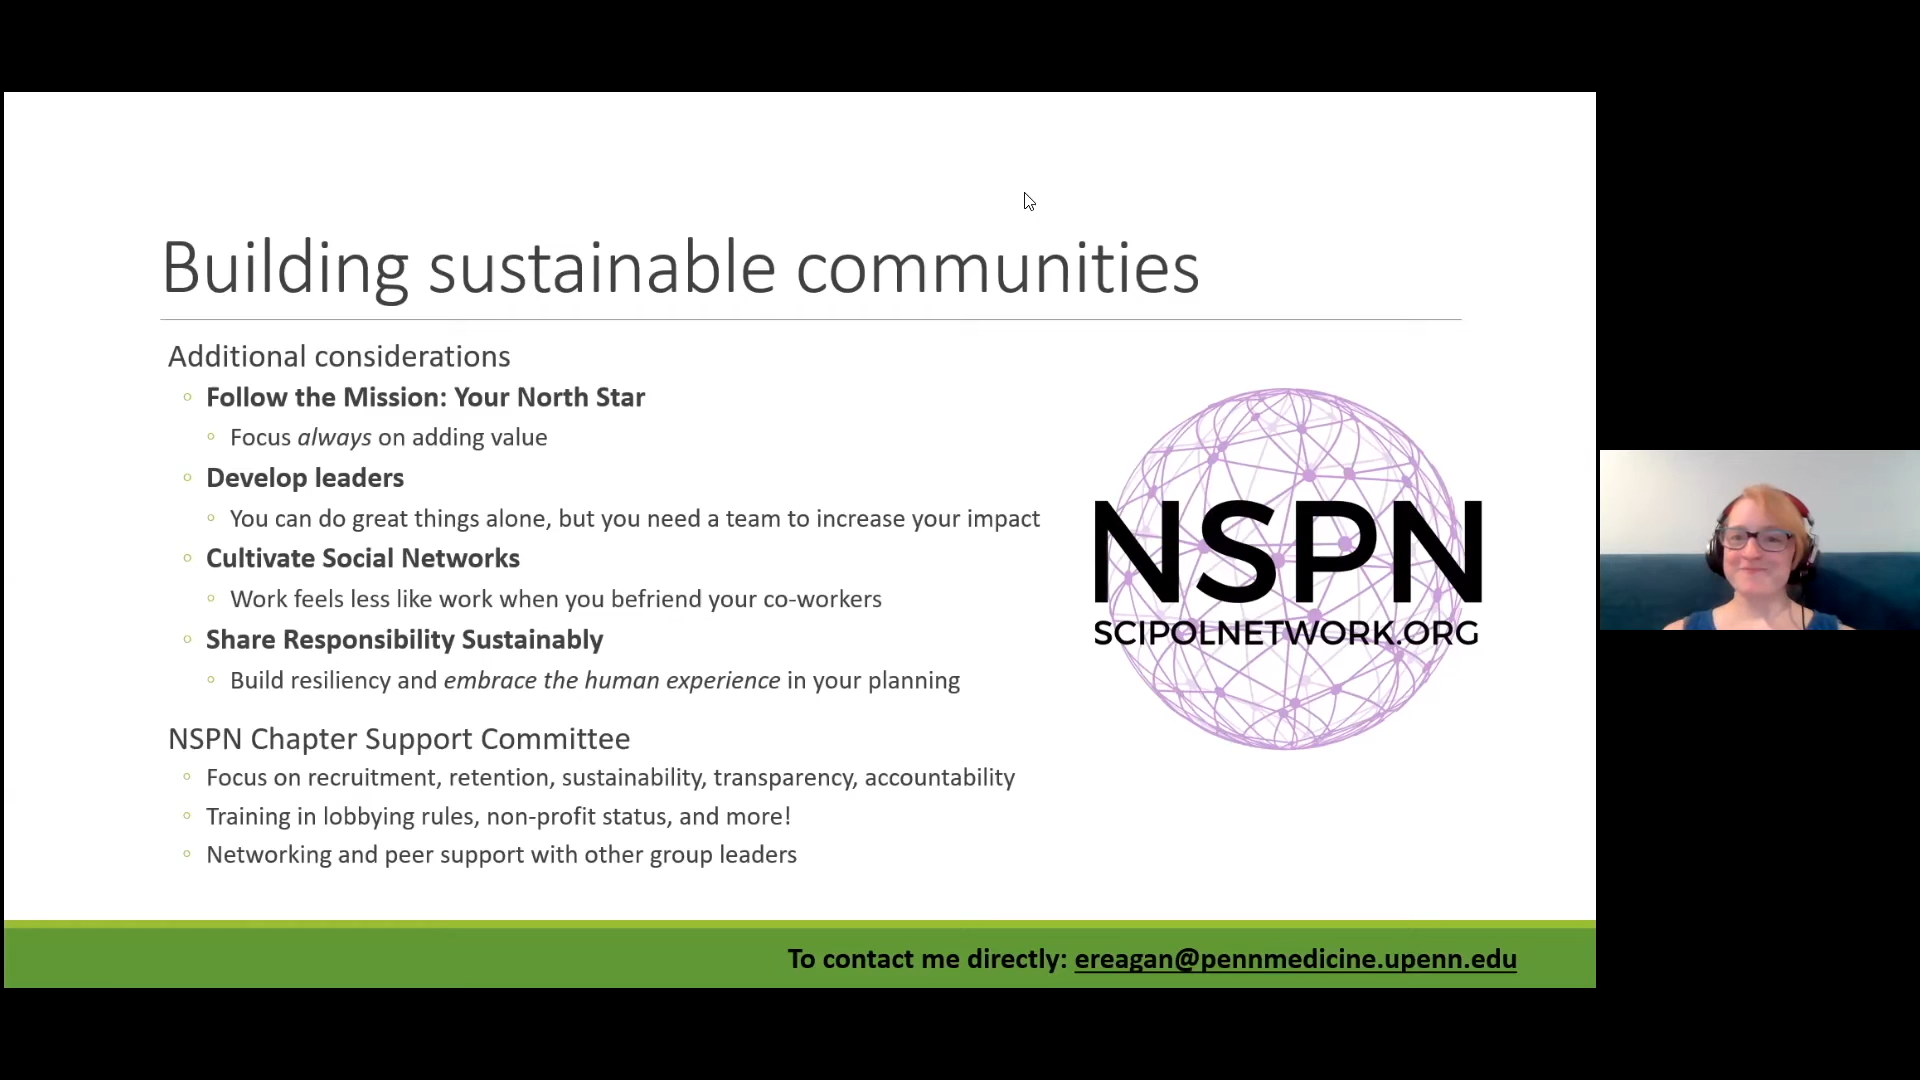 Building sustainable communities
Additional considerations
Follow the Mission: Your North Star
Focus always on adding value
Develop leaders
You can do great things alone, but you need a team to increase your impact
Cultivate Social Networks
Work feels less like work when you befriend your co-workers
Share Responsibility Sustainably
Build resiliency and embrace the human experience in your planning
NSPN Chapter Support Committee
Focus on recruitment, retention, sustainability, transparency, accountability
Training in lobbying rules, non-profit status, and more!
Networking and peer support with other group leaders
NSPN
SCIPOLNETWORK.ORG
To contact me directly: ereagan@pennmedicine.upenn.edu